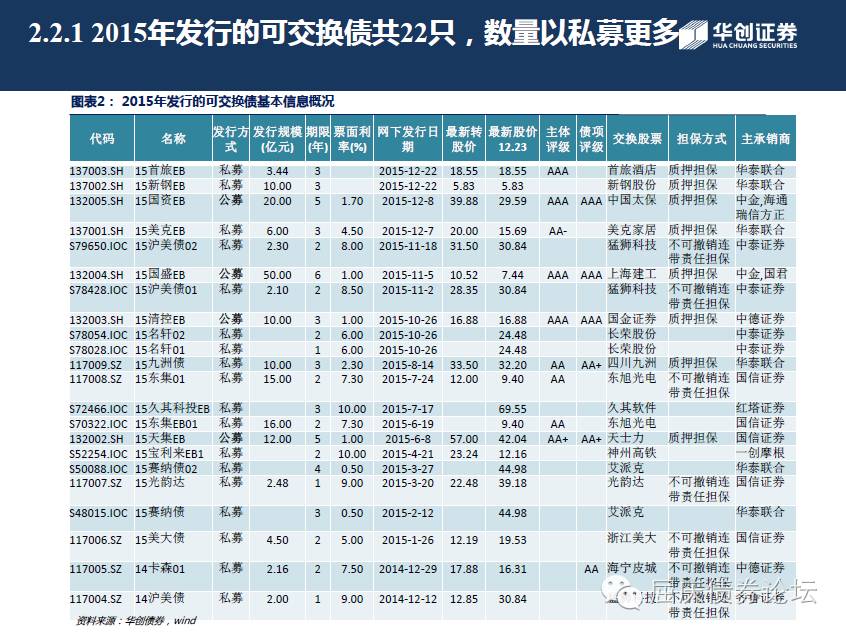 2.2.1 2015年发行的可交换债共22只，数量以私募更多
华创证券
HUA CHUANG SECURITIES
图表2： 2015年发行的可交换债基本信息概况
代码 名称 发行方式 发行规模(亿元) 期限(年) 票面利率(%) 网下发行日期 最新转股价 最新股价12.23 主体评级 债项评级 交换股票 担保方式 主承销商
137003.SH 15首旅EB 私募 3.44 3 2015-12-22 18.55 18.55 AAA 首旅酒店 质押担保 华泰联合
137002.SH 15新钢EB 私募 10.00 3 2015-12-22 5.83 5.83 新钢股份 质押担保 华泰联合
132005.SH 15国资EB 公募 20.00 5 1.70 2015-12-8 39.88 29.59 AAA AAA 中国太保 质押担保 中金,海通瑞信方正
137001.SH 15美克EB 私募 6.00 3 4.50 2015-12-7 20.00 15.69 AA- 美克家居 质押担保 华泰联合
S79650.IOC 15沪美债02 私募 2.30 2 8.00 2015-11-18 31.50 30.84 猛狮科技 不可撤销连带责任担保 中泰证券
132004.SH 15国盛EB 公募 50.00 6 1.00 2015-11-5 10.52 7.44 AAA AAA 上海建工 质押担保 中金,国君
S78428.IOC 15沪美债01 私募 2.10 2 8.50 2015-11-2 28.35 30.84 猛狮科技 不可撤销连带责任担保 中泰证券
132003.SH 15清控EB 公募 10.00 3 1.00 2015-10-26 16.88 16.88 AAA AAA 国金证券 质押担保 中德证券
S78054.IOC 15名轩02 私募 2 6.00 2015-10-26 24.48 长荣股份 中泰证券
S78028.IOC 15名轩01 私募 1 6.00 2015-10-26 24.48 长荣股份 中泰证券
117009.SZ 15九洲债 私募 10.00 3 2.30 2015-8-14 33.50 32.20 AA AA+ 四川九洲 质押担保 华泰联合
117008.SZ 15东集01 私募 15.00 2 7.30 2015-7-24 12.00 9.40 AA 东旭光电 不可撤销连带责任担保 国信证券
S72466.IOC 15久其科投EB 私募 3 10.00 2015-7-17 69.55 久其软件 红塔证券
S70322.IOC 15东集EB01 私募 16.00 2 7.30 2015-6-19 9.40 AA 东旭光电 国信证券
132002.SH 15天集EB 公募 12.00 5 1.00 2015-6-8 57.00 42.04 AA+ AA+ 天士力 质押担保 国信证券
S52254.IOC 15宝利来EB1 私募 2 10.00 2015-4-21 23.24 12.16 神州高铁 一创摩根
S50088.IOC 15赛纳债02 私募 4 0.50 2015-3-27 44.98 艾派克 华泰联合
117007.SZ 15光韵达 私募 2.48 1 9.00 2015-3-20 22.48 39.18 光韵达 不可撤销连带责任担保 国信证券
S48015.IOC 15赛纳债 私募 3 0.50 2015-2-12 44.98 艾派克 华泰联合
117006.SZ 15美大债 私募 4.50 2 5.00 2015-1-26 12.19 19.53 浙江美大 不可撤销连带责任担保 国信证券
117005.SZ 14卡森01 私募 2.16 2 7.50 2014-12-29 17.88 16.31 AA 海宁皮城 不可撤销连带责任担保 中德证券
117004.SZ 14沪美债 私募 2.00 1 9.00 2014-12-12 12.85 30.84 不可撤销连带责任担保 证券
资料来源：华创债券，wind
债券论坛